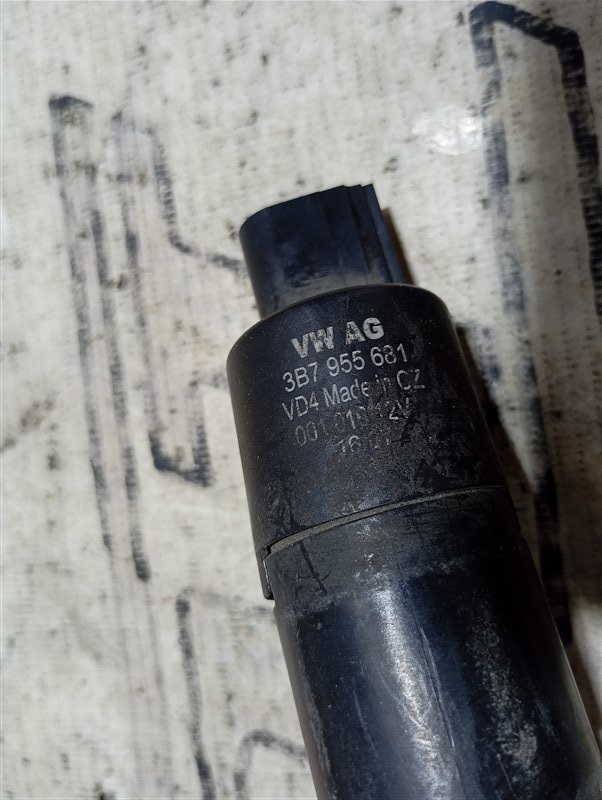 VW AG
3B7 955 681
VD4 Made in CZ